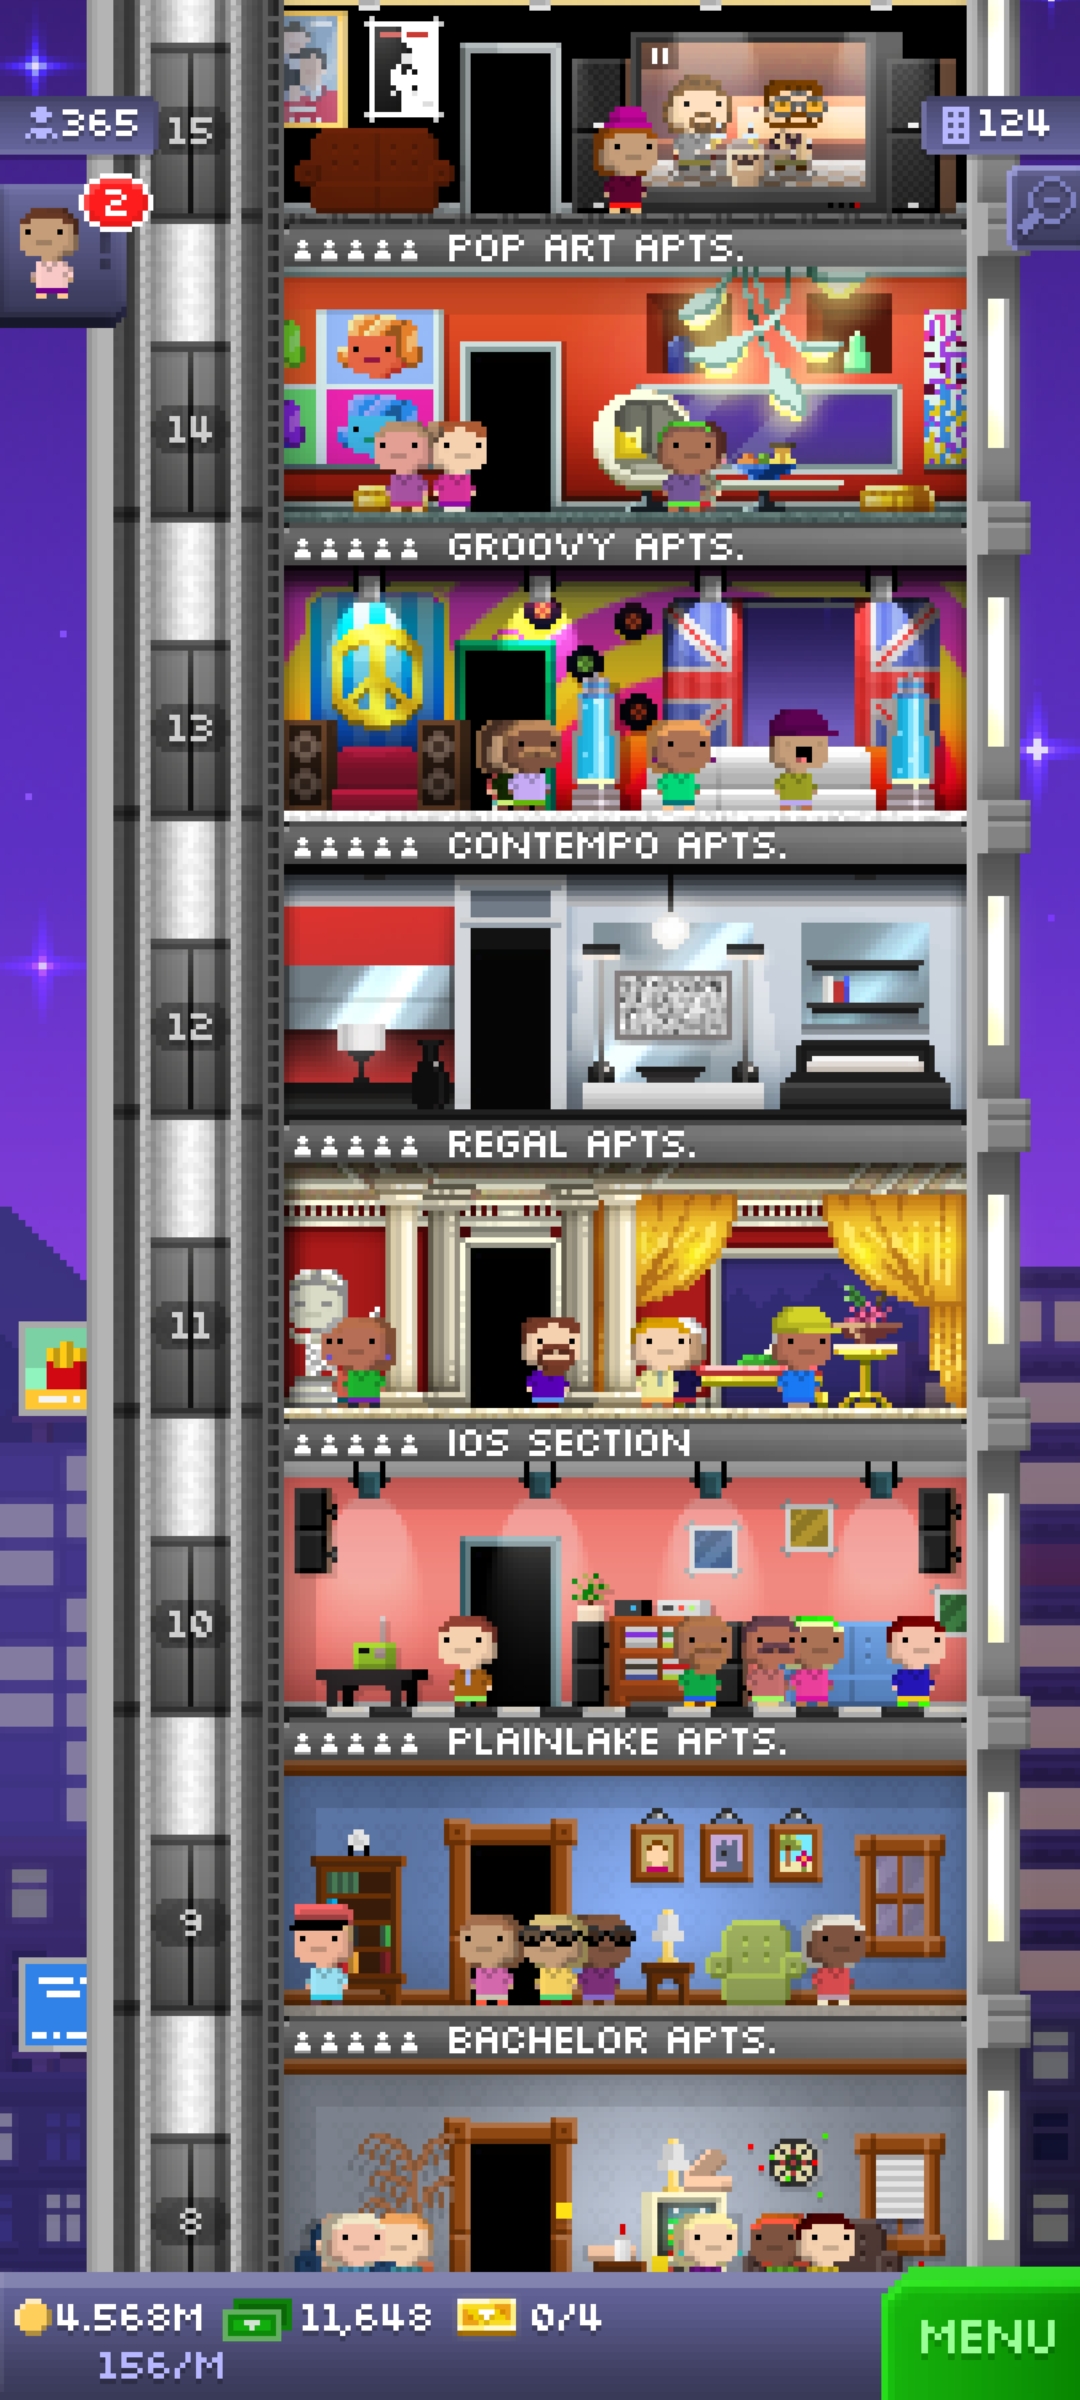 15
365
124
2
POP ART APTS.
14
GROOVY APTS.
13
CONTEMPO APTS.
12
REGAL APTS.
11
IOS SECTION
10
PLAINLAKE APTS.
9
BACHELOR APTS.
8
4.568M 11,648 0/4
156/M
MENU